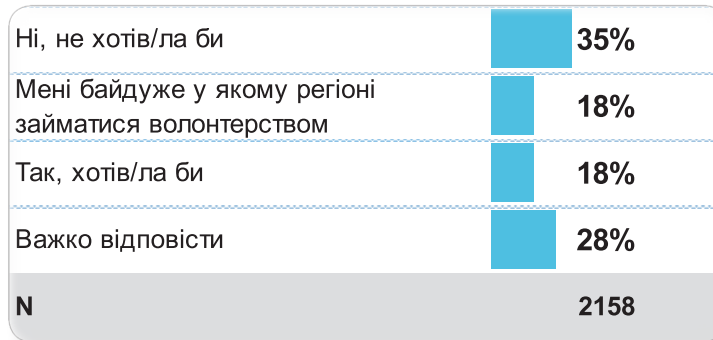 Ні, не хотів/ла би 35%
Мені байдуже у якому регіоні
займатися волонтерством 18%
Так, хотів/ла би 18%
Важко відповісти 28%
N 2158